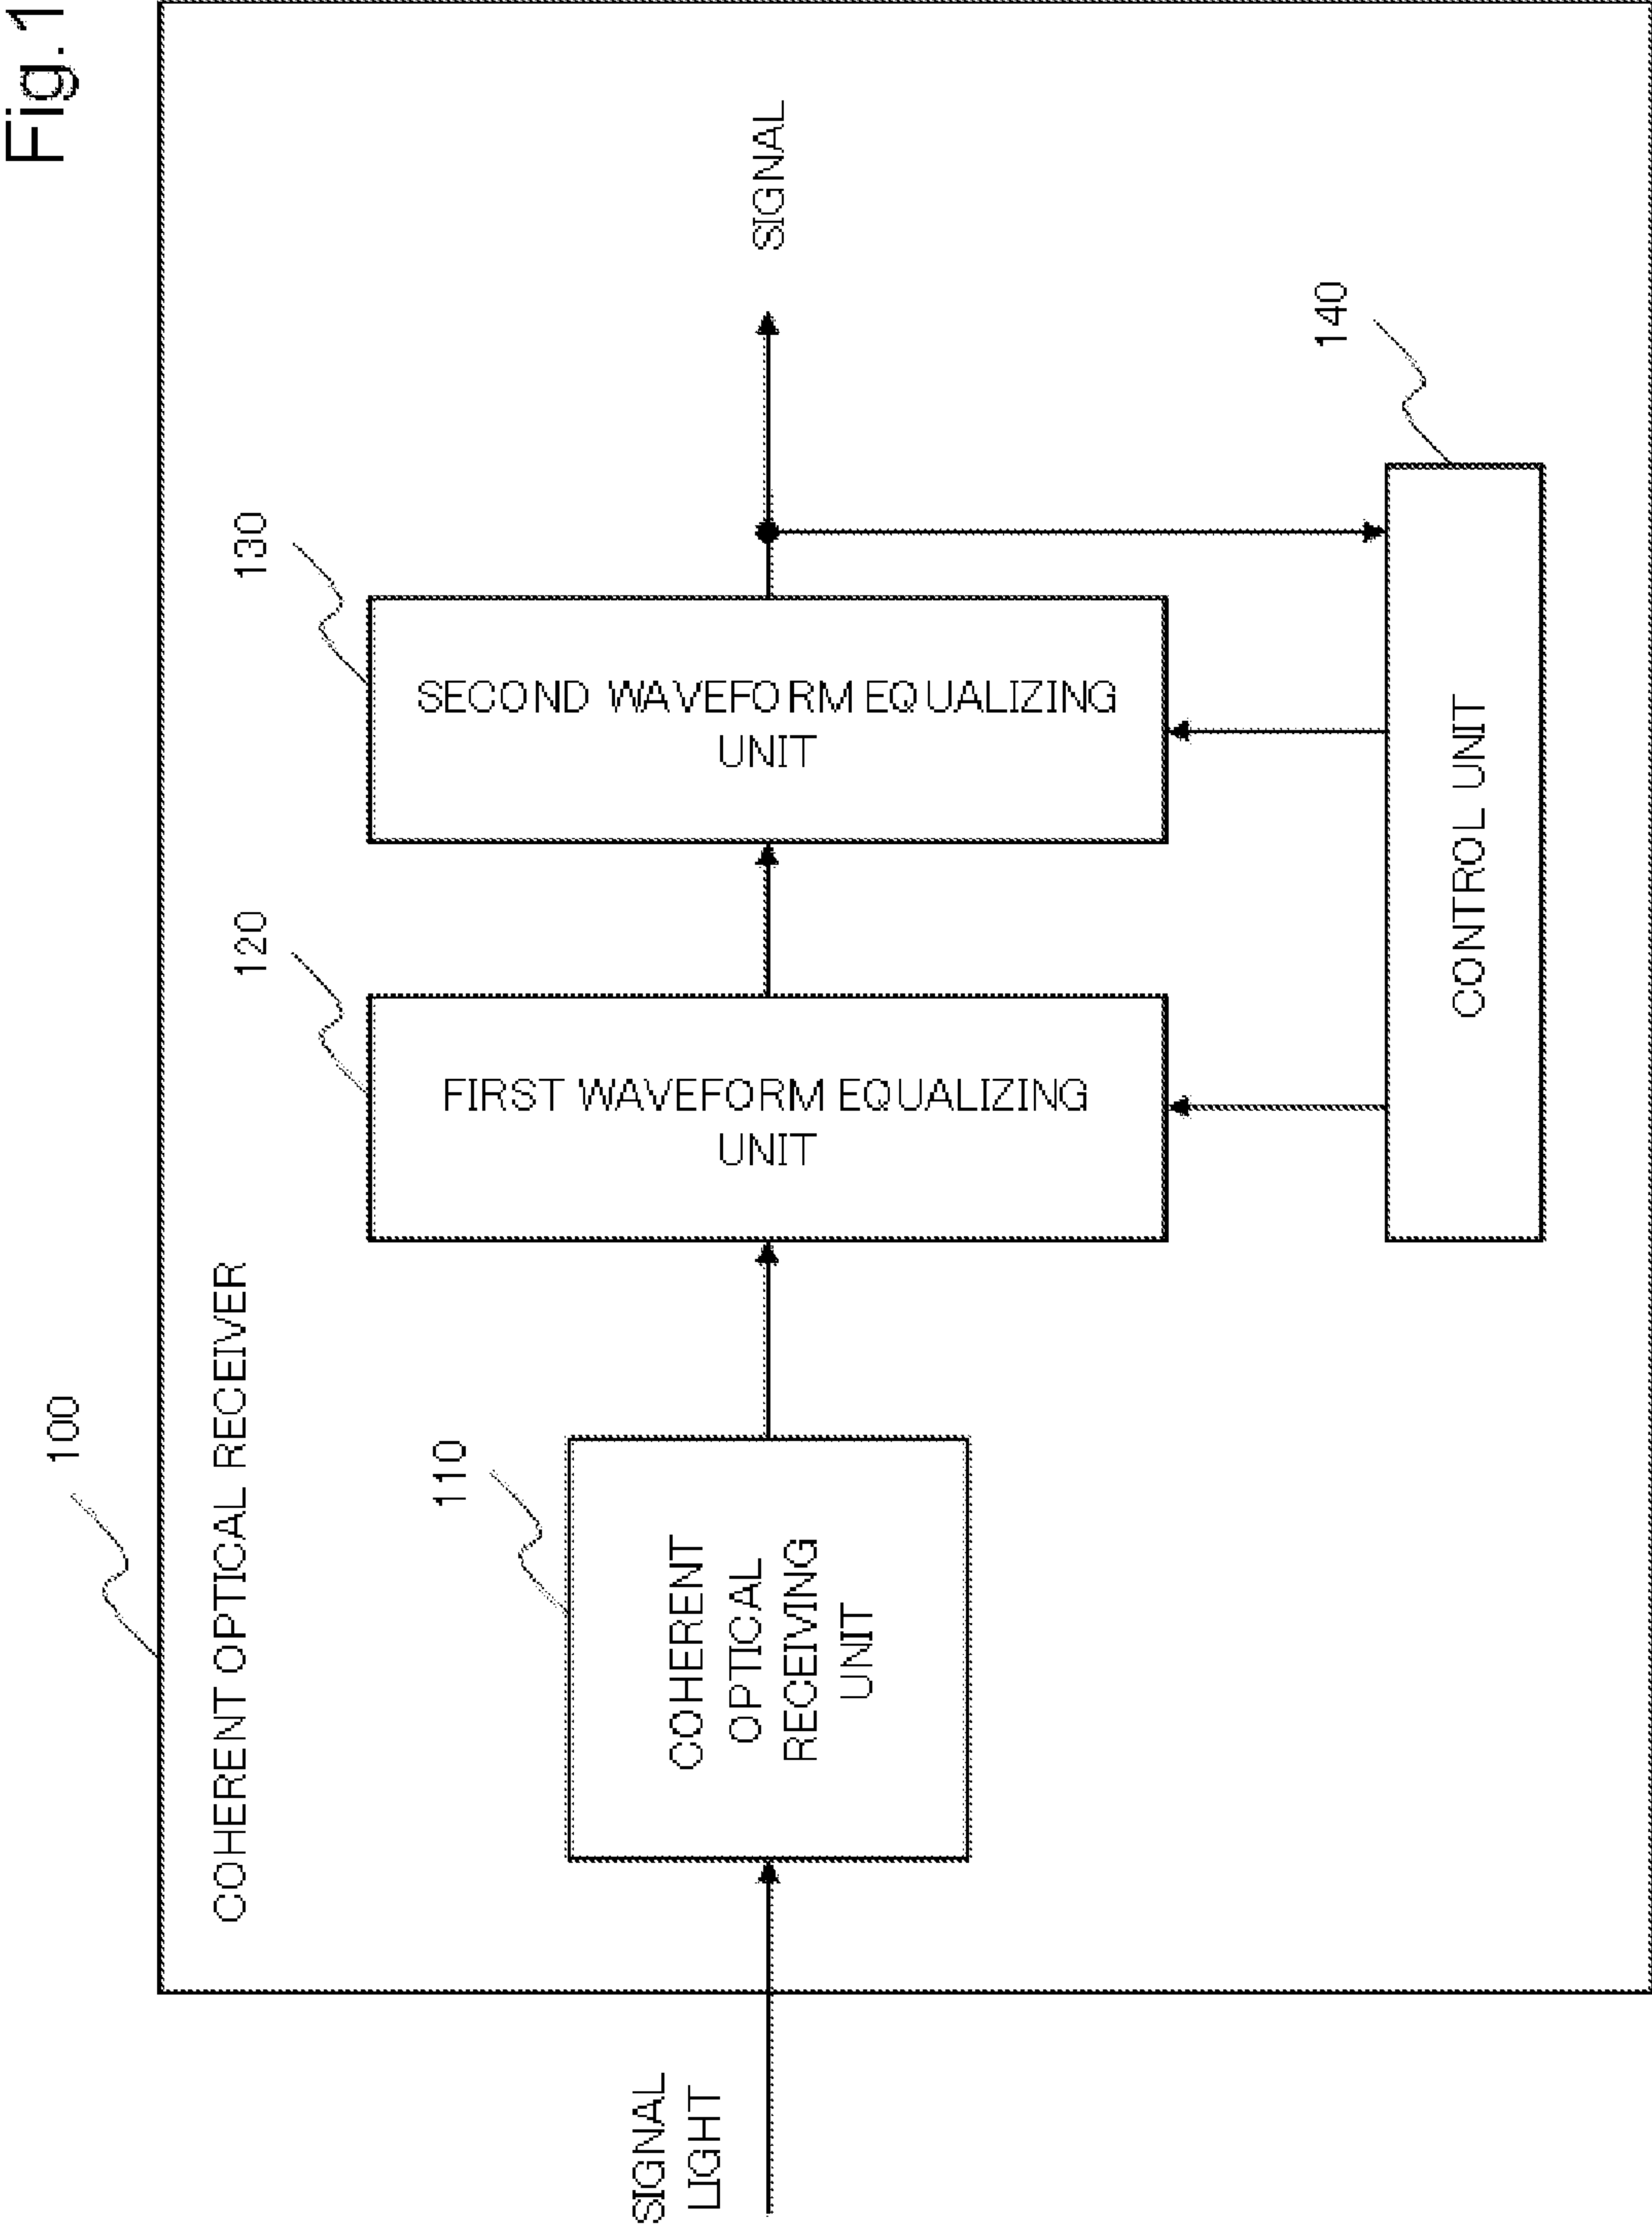 Fig.1
100
COHERENT OPTICAL RECEIVER
SIGNAL
LIGHT
110
COHERENT
OPTICAL
RECEIVING
UNIT
120
FIRST WAVEFORM EQUALIZING
UNIT
130
SECOND WAVEFORM EQUALIZING
UNIT
SIGNAL
140
CONTROL UNIT